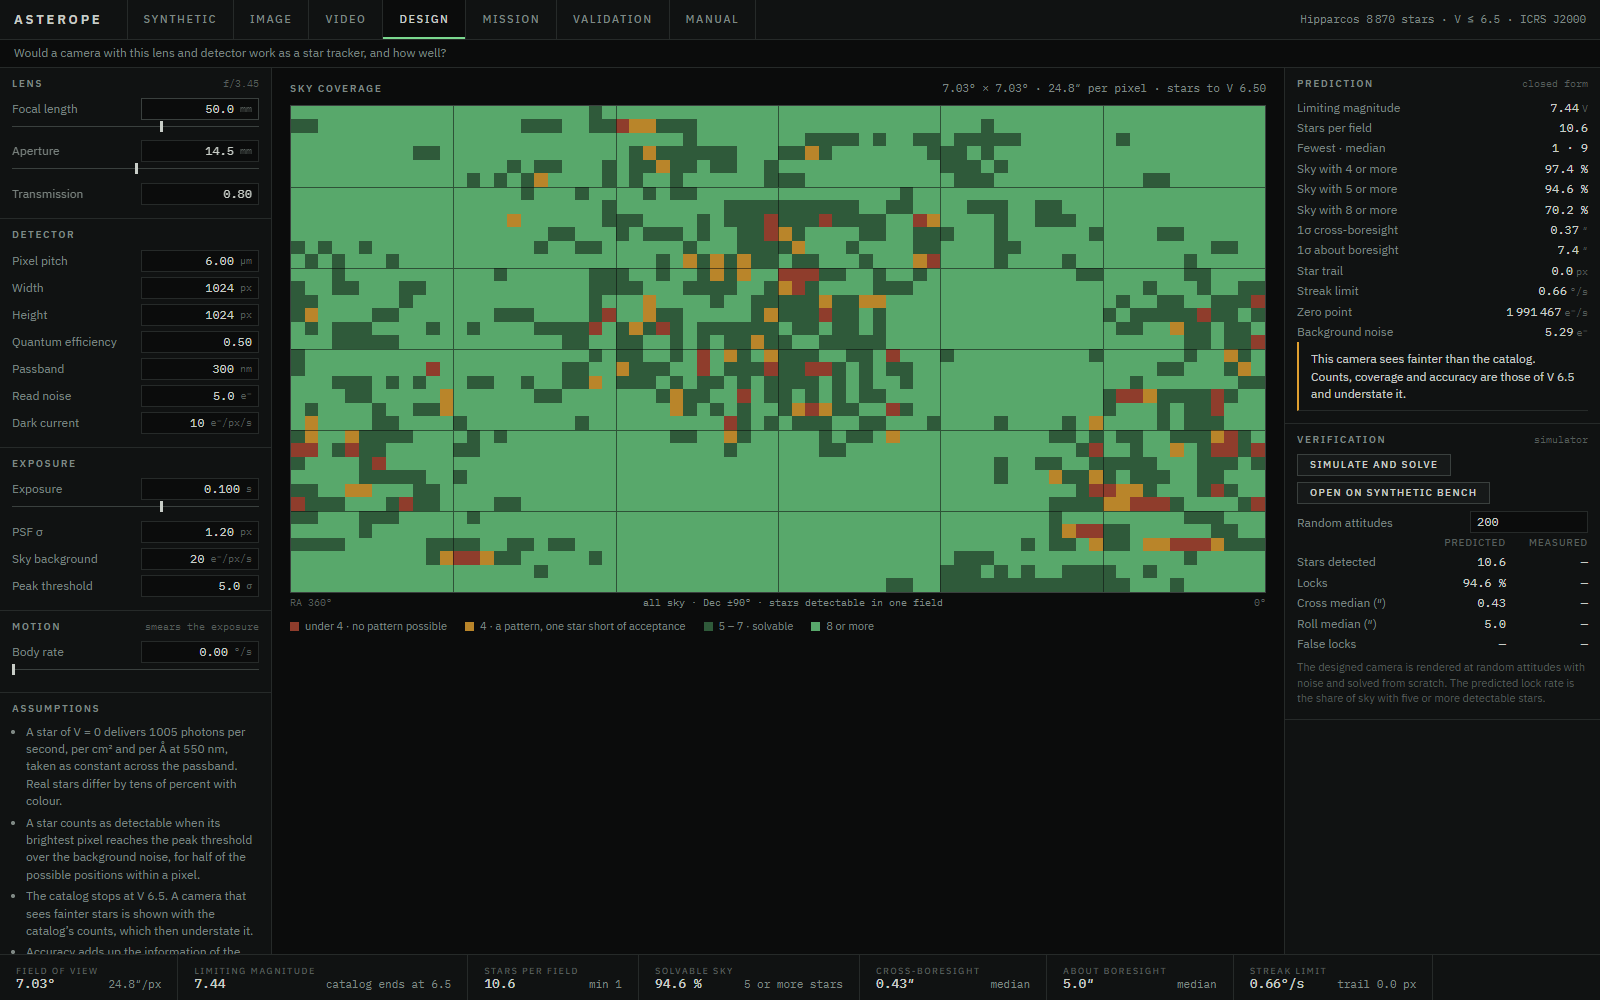 ASTEROPE SYNTHETIC IMAGE VIDEO DESIGN MISSION VALIDATION MANUAL Hipparcos 8 870 stars · V ≤ 6.5 · ICRS J2000
Would a camera with this lens and detector work as a star tracker, and how well?
LENS f/3.45
Focal length 50.0 mm
Aperture 14.5 mm
Transmission 0.80
DETECTOR
Pixel pitch 6.00 µm
Width 1024 px
Height 1024 px
Quantum efficiency 0.50
Passband 300 nm
Read noise 5.0 e⁻
Dark current 10 e⁻/px/s
EXPOSURE
Exposure 0.100 s
PSF σ 1.20 px
Sky background 20 e⁻/px/s
Peak threshold 5.0 σ
MOTION smears the exposure
Body rate 0.00 °/s
ASSUMPTIONS
• A star of V = 0 delivers 1005 photons per
second, per cm² and per Å at 550 nm,
taken as constant across the passband.
Real stars differ by tens of percent with
colour.
• A star counts as detectable when its
brightest pixel reaches the peak threshold
over the background noise, for half of the
possible positions within a pixel.
• The catalog stops at V 6.5. A camera that
sees fainter stars is shown with the
catalog's counts, which then understate it.
• Accuracy adds up the information of the
SKY COVERAGE 7.03° × 7.03° · 24.8″ per pixel · stars to V 6.50
RA 360° all sky · Dec ±90° · stars detectable in one field 0°
under 4 · no pattern possible 4 · a pattern, one star short of acceptance 5 – 7 · solvable 8 or more
PREDICTION closed form
Limiting magnitude 7.44 V
Stars per field 10.6
Fewest · median 1 · 9
Sky with 4 or more 97.4 %
Sky with 5 or more 94.6 %
Sky with 8 or more 70.2 %
1σ cross-boresight 0.37 ″
1σ about boresight 7.4 ″
Star trail 0.0 px
Streak limit 0.66 °/s
Zero point 1 991 467 e⁻/s
Background noise 5.29 e⁻
This camera sees fainter than the catalog.
Counts, coverage and accuracy are those of V 6.5
and understate it.
VERIFICATION simulator
SIMULATE AND SOLVE
OPEN ON SYNTHETIC BENCH
Random attitudes 200
PREDICTED MEASURED
Stars detected 10.6 —
Locks 94.6 % —
Cross median (″) 0.43 —
Roll median (″) 5.0 —
False locks — —
The designed camera is rendered at random attitudes with
noise and solved from scratch. The predicted lock rate is
the share of sky with five or more detectable stars.
FIELD OF VIEW LIMITING MAGNITUDE STARS PER FIELD SOLVABLE SKY CROSS-BORESIGHT ABOUT BORESIGHT STREAK LIMIT
7.03° 24.8″/px 7.44 catalog ends at 6.5 10.6 min 1 94.6 % 5 or more stars 0.43″ median 5.0″ median 0.66°/s trail 0.0 px